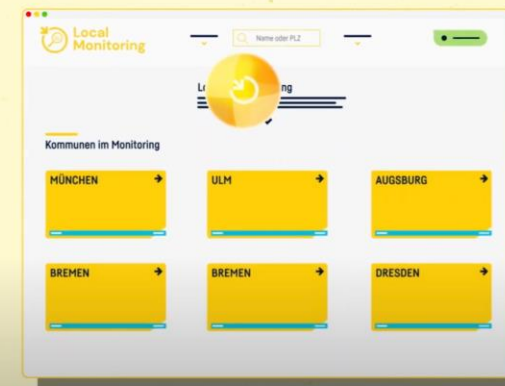 Local
Monitoring
Name oder PLZ
Kommunen im Monitoring
MÜNCHEN
ULM
AUGSBURG
BREMEN
BREMEN
DRESDEN